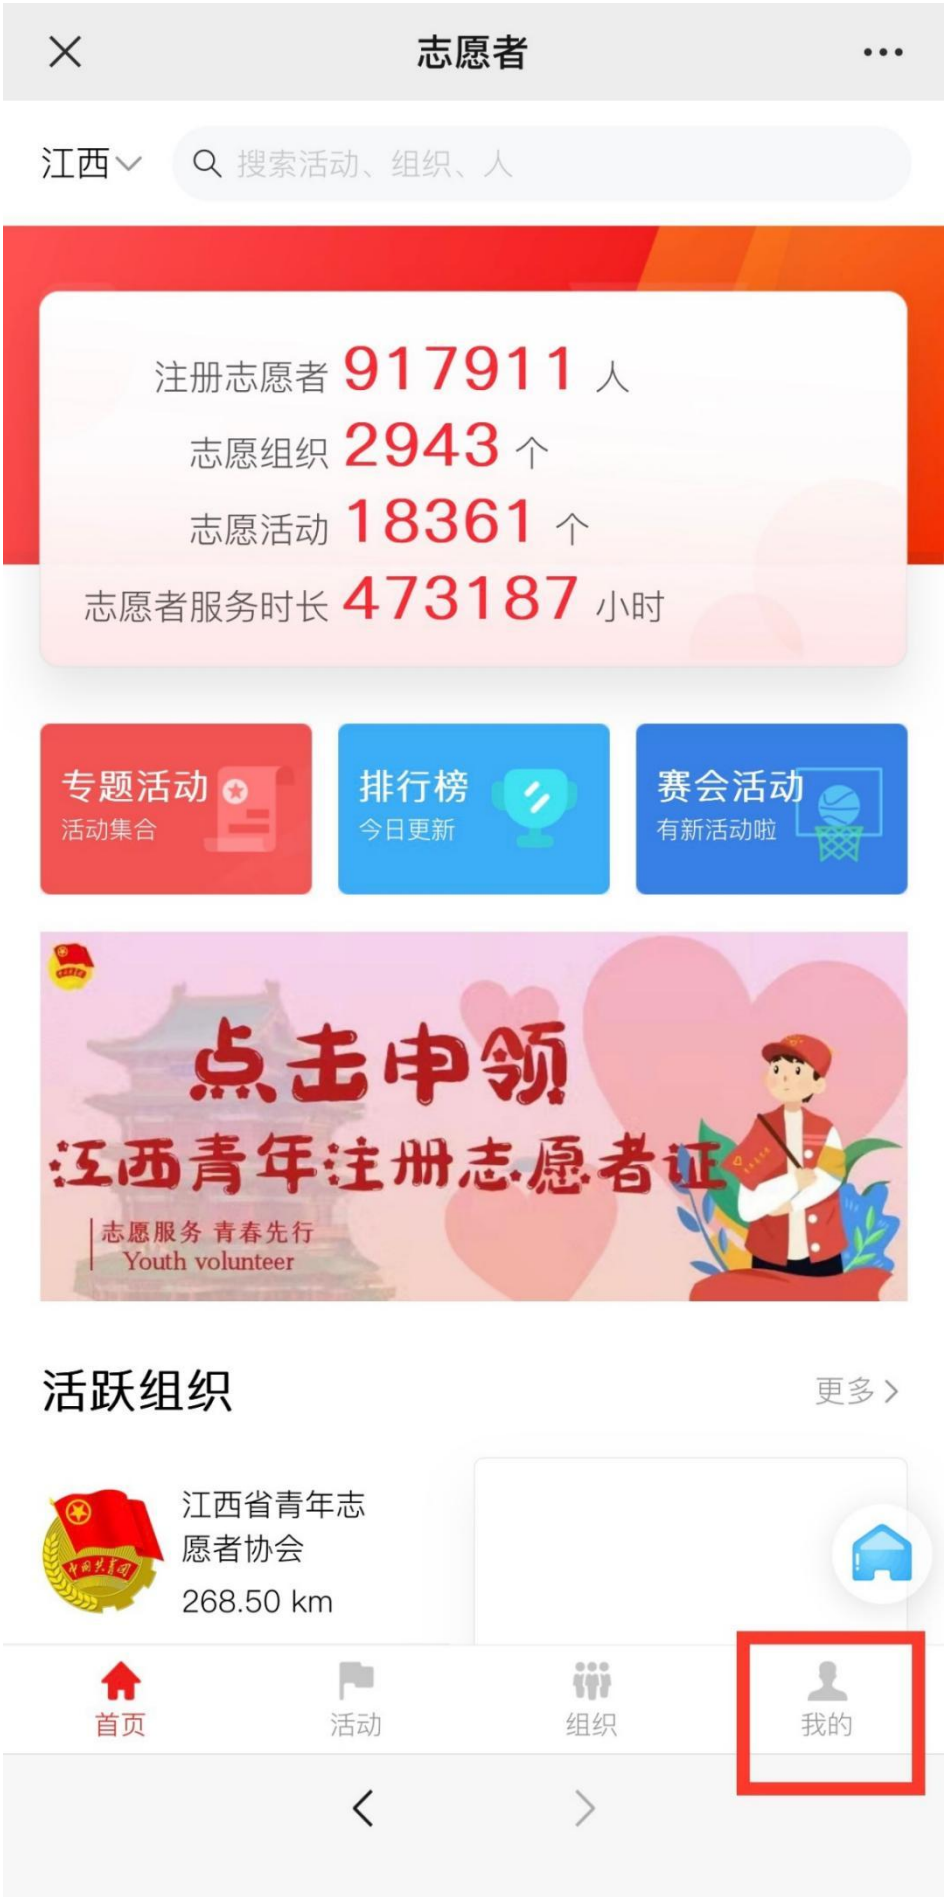 志愿者
江西
搜索活动、组织、人
注册志愿者 917911 人
志愿组织 2943 个
志愿活动 18361 个
志愿者服务时长 473187 小时
专题活动
活动集合
排行榜
今日更新
赛会活动
有新活动啦
点击申领
江西青年注册志愿者证
志愿服务 青春先行
Youth volunteer
活跃组织
更多
中国共青团
江西省青年志
愿者协会
268.50 km
首页
活动
组织
我的